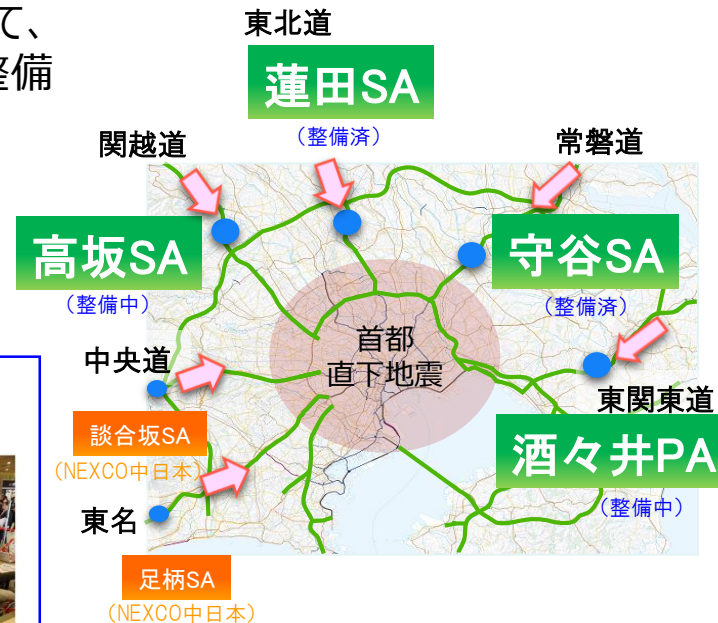 て、
整備
東北道
蓮田SA
（整備済）
関越道
常磐道
高坂SA
（整備中）
守谷SA
（整備済）
首都
直下地震
中央道
談合坂SA
（NEXCO中日本）
東関東道
酒々井PA
（整備中）
東名
足柄SA
（NEXCO中日本）